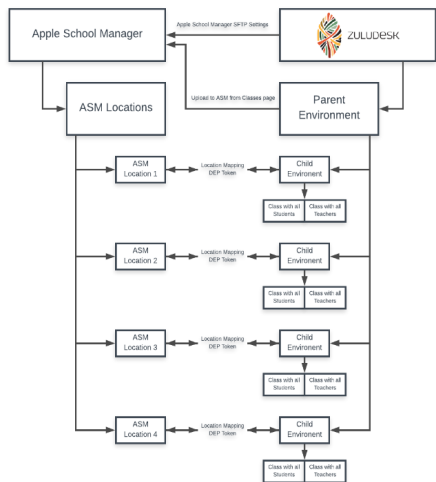 Apple School Manager
Apple School Manager SFTP Settings
ZULUDESK
Upload to ASM from Classes page
ASM Locations
Parent
Environment
ASM
Location 1
Location Mapping
DEP Token
Child
Environent
Class with all
Students
Class with all
Teachers
ASM
Location 2
Location Mapping
DEP Token
Child
Environent
Class with all
Students
Class with all
Teachers
ASM
Location 3
Location Mapping
DEP Token
Child
Environent
Class with all
Students
Class with all
Teachers
ASM
Location 4
Location Mapping
DEP Token
Child
Environent
Class with all
Students
Class with all
Teachers